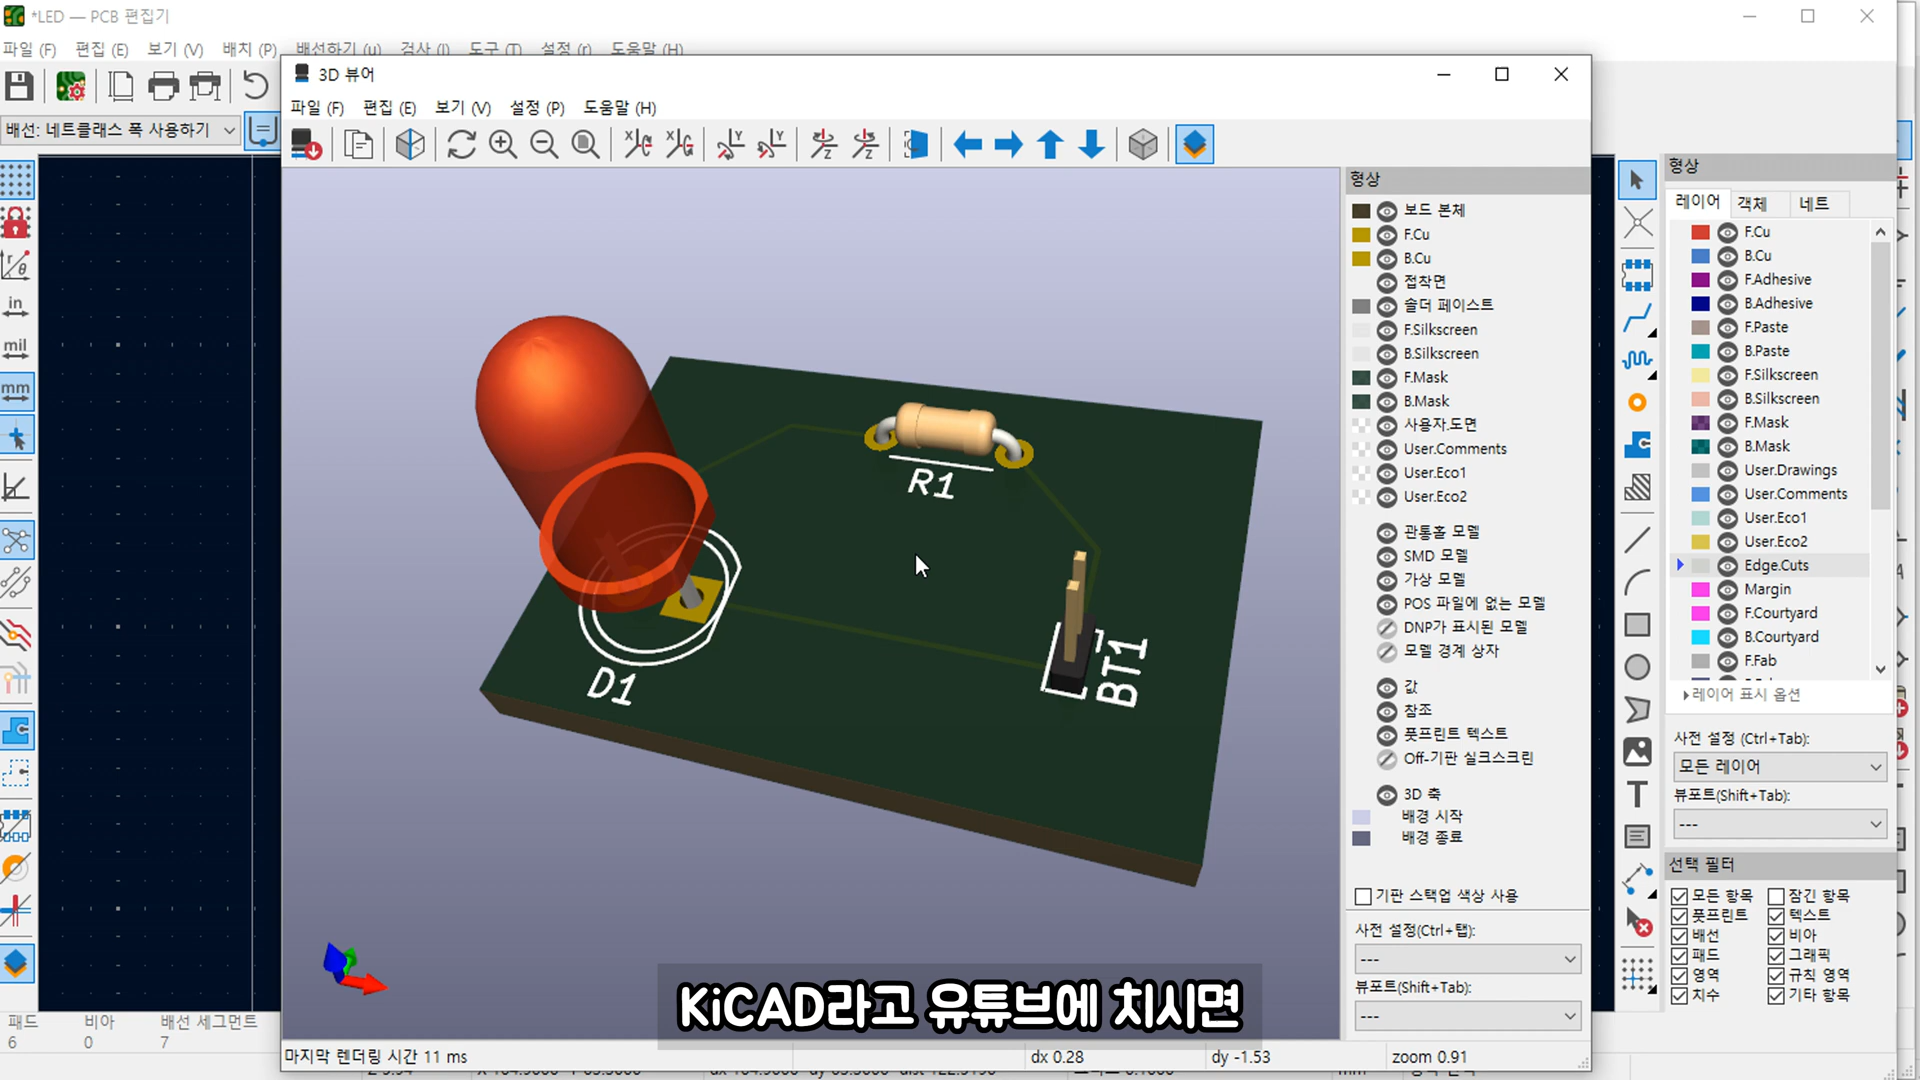 *LED — PCB 편집기
파일 (F) 편집 (E) 보기 (V) 배치 (P) 배선하기 (u) 검사 (I) 도구 (T) 설정 (r) 도움말 (H)
배선: 네트클래스 폭 사용하기
in
mil
mm
3D 뷰어
파일 (F) 편집 (E) 보기 (V) 설정 (P) 도움말 (H)
형상
보드 본체
F.Cu
B.Cu
접착면
솔더 페이스트
F.Silkscreen
B.Silkscreen
F.Mask
B.Mask
사용자.도면
User.Comments
User.Eco1
User.Eco2
관통홀 모델
SMD 모델
가상 모델
POS 파일에 없는 모델
DNP가 표시된 모델
모델 경계 상자
값
참조
풋프린트 텍스트
Off-기판 실크스크린
3D 축
배경 시작
배경 종료
기판 스택업 색상 사용
사전 설정(Ctrl+탭):
---
뷰포트(Shift+Tab):
---
R1
D1
BT1
KiCAD라고 유튜브에 치시면
마지막 렌더링 시간 11 ms
dx 0.28
dy -1.53
zoom 0.91
형상
레이어 객체 네트
F.Cu
B.Cu
F.Adhesive
B.Adhesive
F.Paste
B.Paste
F.Silkscreen
B.Silkscreen
F.Mask
B.Mask
User.Drawings
User.Comments
User.Eco1
User.Eco2
Edge.Cuts
Margin
F.Courtyard
B.Courtyard
F.Fab
레이어 표시 옵션
사전 설정 (Ctrl+Tab):
모든 레이어
뷰포트(Shift+Tab):
---
선택 필터
모든 항목 잠긴 항목
풋프린트 텍스트
배선 비아
패드 그래픽
영역 규칙 영역
치수 기타 항목
패드 비아 배선 세그먼트
6 0 7